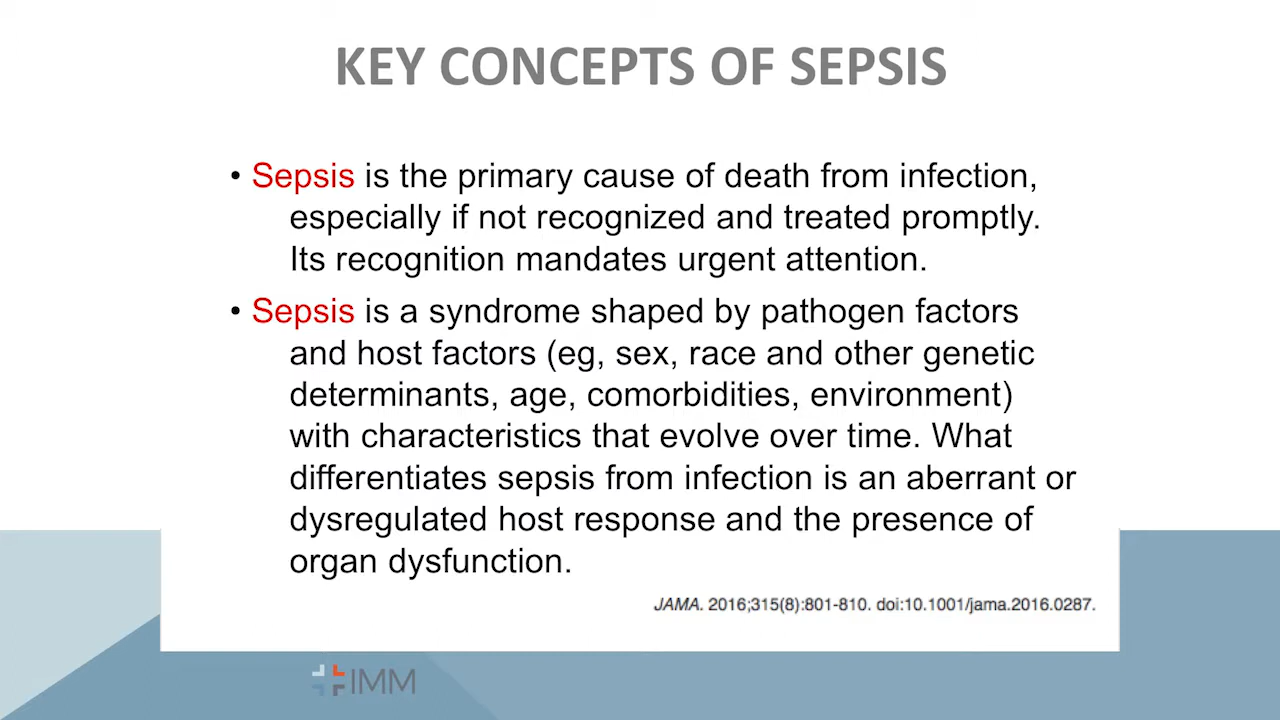 KEY CONCEPTS OF SEPSIS
• Sepsis is the primary cause of death from infection,
especially if not recognized and treated promptly.
Its recognition mandates urgent attention.
• Sepsis is a syndrome shaped by pathogen factors
and host factors (eg, sex, race and other genetic
determinants, age, comorbidities, environment)
with characteristics that evolve over time. What
differentiates sepsis from infection is an aberrant or
dysregulated host response and the presence of
organ dysfunction.
JAMA. 2016;315(8):801-810. doi:10.1001/jama.2016.0287.
IMM